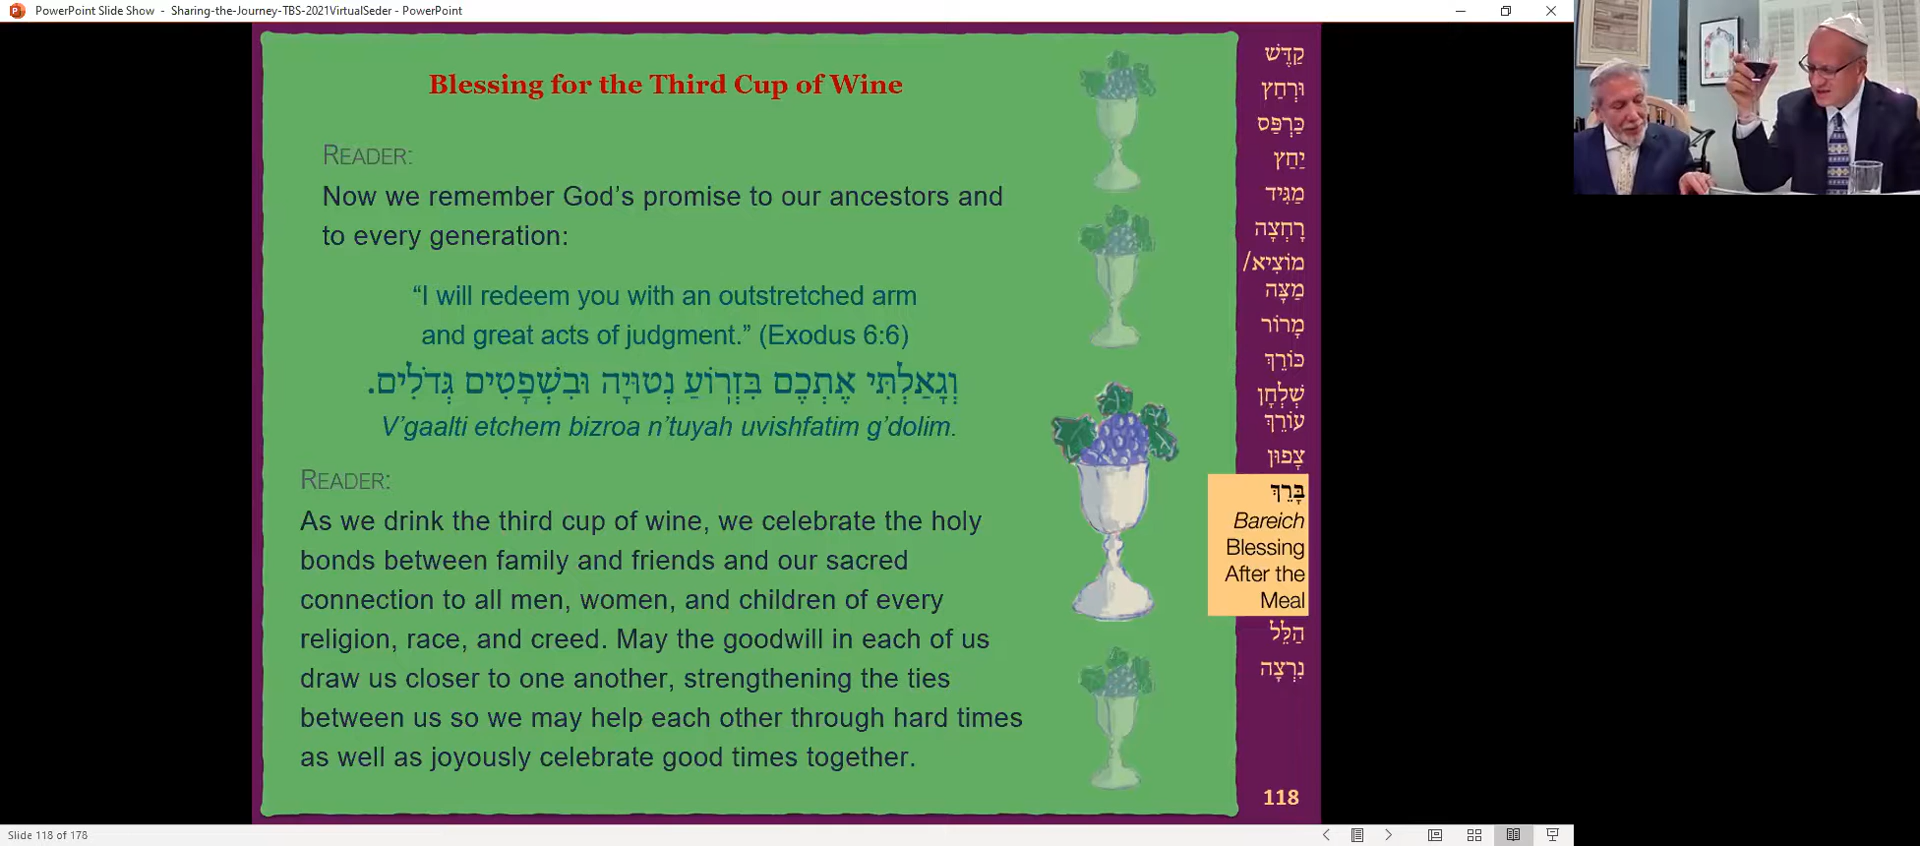 PowerPoint Slide Show - Sharing-the-Journey-TBS-2021VirtualSeder - PowerPoint
Blessing for the Third Cup of Wine
READER:
Now we remember God’s promise to our ancestors and
to every generation:
“I will redeem you with an outstretched arm
and great acts of judgment.” (Exodus 6:6)
וְגָאַלְתִּי אֶתְכֶם בִּזְרֽוֹעַ נְטוּיָה וּבִשְׁפָטִים גְּדֹלִים.
V’gaalti etchem bizroa n’tuyah uvishfatim g’dolim.
READER:
As we drink the third cup of wine, we celebrate the holy
bonds between family and friends and our sacred
connection to all men, women, and children of every
religion, race, and creed. May the goodwill in each of us
draw us closer to one another, strengthening the ties
between us so we may help each other through hard times
as well as joyously celebrate good times together.
קַדֶּשׁ
וּרְחַץ
כַּרְפַּס
יַחַץ
מַגִּיד
רָחְצָה
מוֹצִיא/
מַצָּה
מָרוֹר
כּוֹרֵךְ
שֻׁלְחָן
עוֹרֵךְ
צָפוּן
בָּרֵךְ
Bareich
Blessing
After the
Meal
הַלֵּל
נִרְצָה
118
Slide 118 of 178